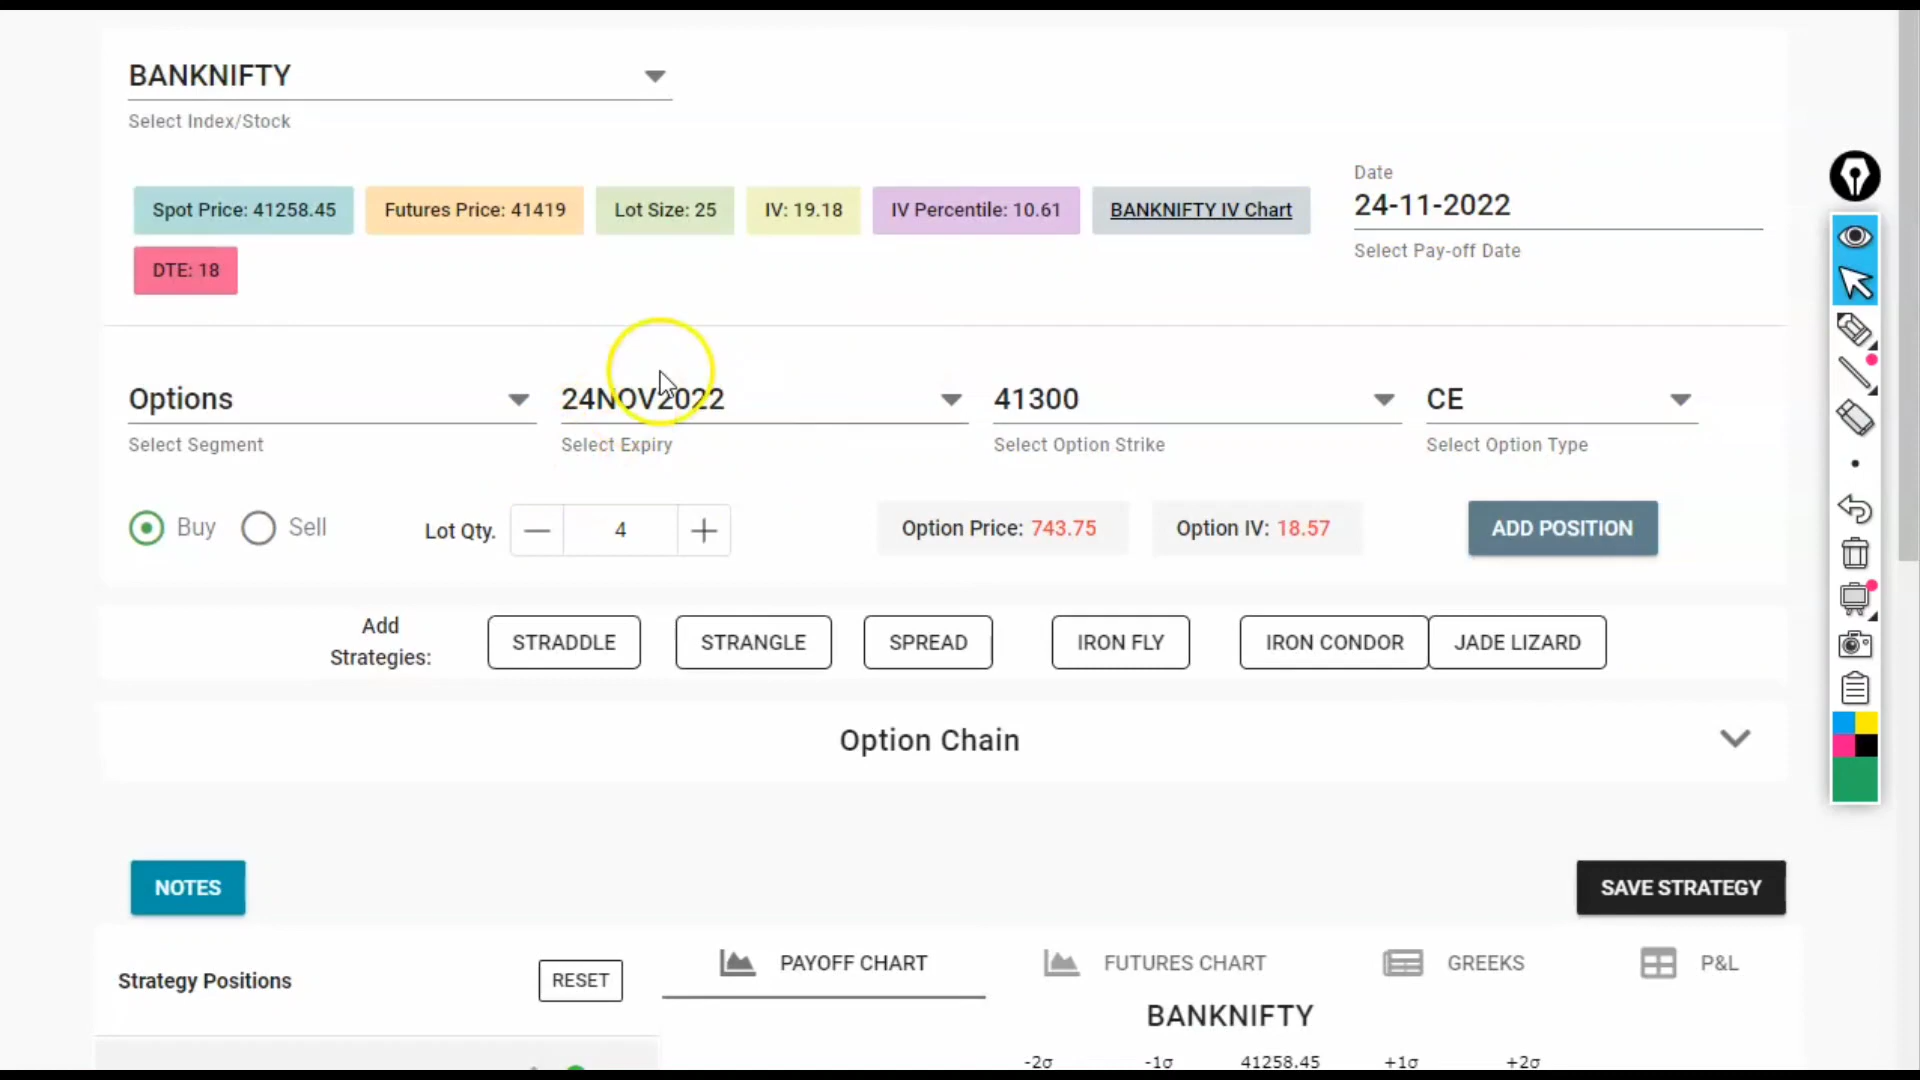 BANKNIFTY
Select Index/Stock
Spot Price: 41258.45 Futures Price: 41419 Lot Size: 25 IV: 19.18 IV Percentile: 10.61 BANKNIFTY IV Chart
DTE: 18
Date
24-11-2022
Select Pay-off Date
Options 24NOV2022 41300 CE
Select Segment Select Expiry Select Option Strike Select Option Type
Buy Sell Lot Qty. — 4 + Option Price: 743.75 Option IV: 18.57 ADD POSITION
Add
Strategies:
STRADDLE STRANGLE SPREAD IRON FLY IRON CONDOR JADE LIZARD
Option Chain
NOTES SAVE STRATEGY
Strategy Positions RESET PAYOFF CHART FUTURES CHART GREEKS P&L
BANKNIFTY
-2σ -1σ 41258.45 +1σ +2σ